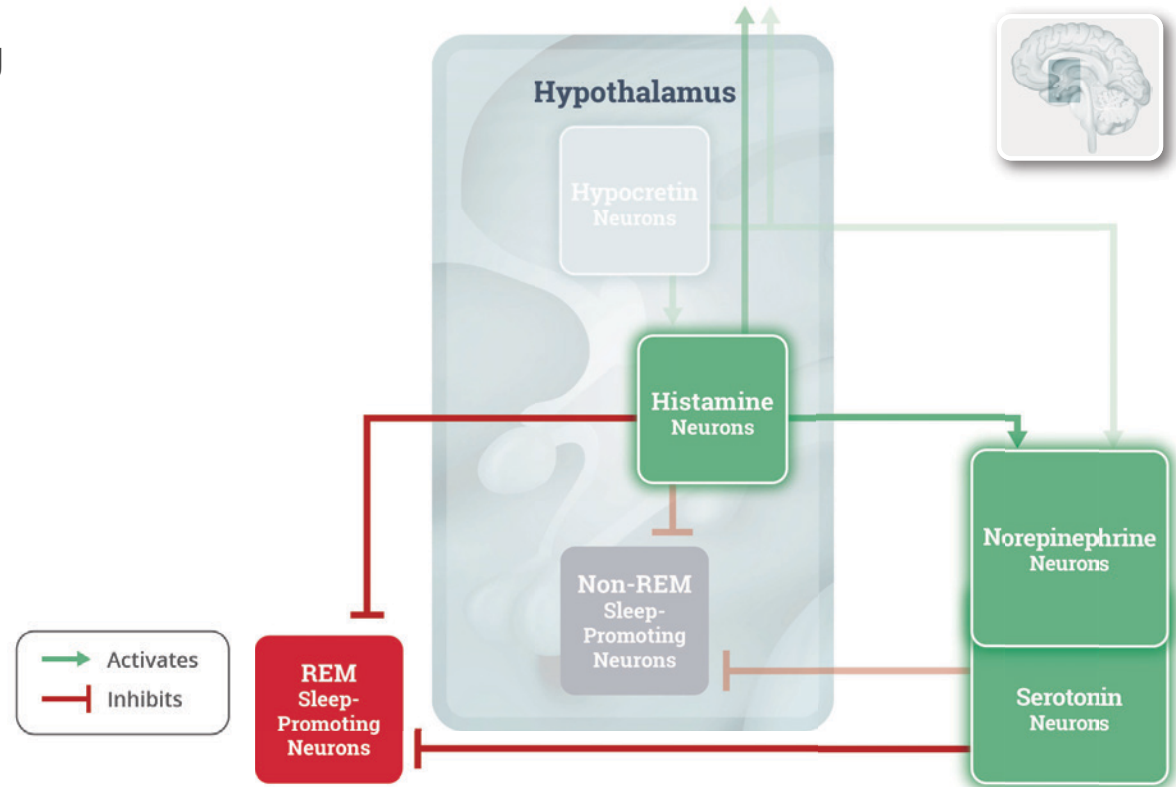 Hypothalamus
Hypocretin
Neurons
Histamine
Neurons
Norepinephrine
Neurons
Non-REM
Sleep-
Promoting
Neurons
Activates
Inhibits
REM
Sleep-
Promoting
Neurons
Serotonin
Neurons